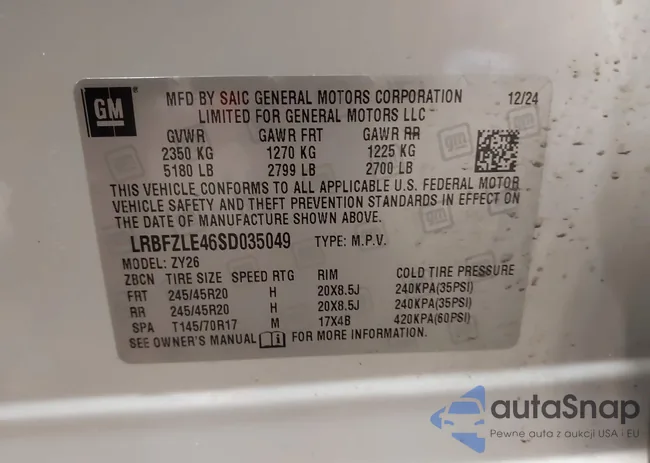 GM
MFD BY SAIC GENERAL MOTORS CORPORATION 12/24
LIMITED FOR GENERAL MOTORS LLC
GVWR GAWR FRT GAWR RR
2350 KG 1270 KG 1225 KG
5180 LB 2799 LB 2700 LB
THIS VEHICLE CONFORMS TO ALL APPLICABLE U.S. FEDERAL MOTOR
VEHICLE SAFETY AND THEFT PREVENTION STANDARDS IN EFFECT ON
THE DATE OF MANUFACTURE SHOWN ABOVE.
LRBFZLE46SD035049 TYPE: M.P.V.
MODEL: ZY26
ZBCN TIRE SIZE SPEED RTG RIM COLD TIRE PRESSURE
FRT 245/45R20 H 20X8.5J 240KPA(35PSI)
RR 245/45R20 H 20X8.5J 240KPA(35PSI)
SPA T145/70R17 M 17X4B 420KPA(60PSI)
SEE OWNER'S MANUAL i FOR MORE INFORMATION.
autaSnap
Pewne auta z aukcji USA i EU